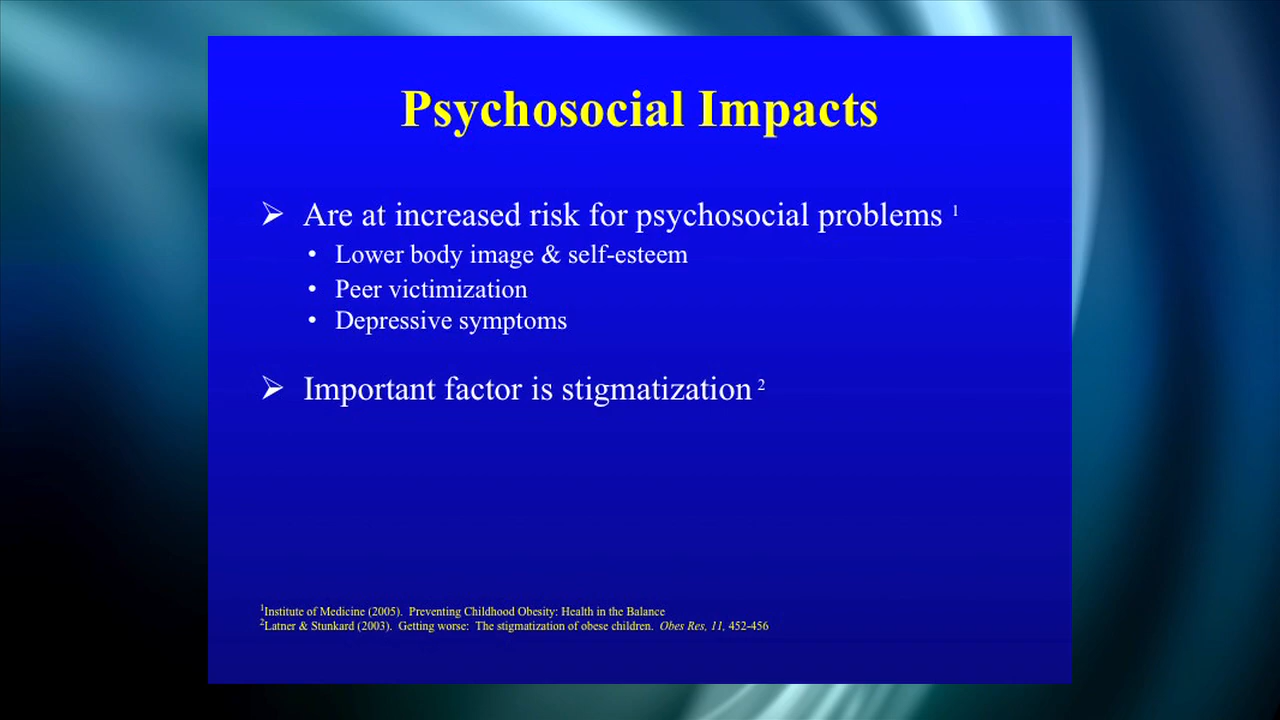 Psychosocial Impacts
➢ Are at increased risk for psychosocial problems 1
• Lower body image & self-esteem
• Peer victimization
• Depressive symptoms
➢ Important factor is stigmatization 2
1Institute of Medicine (2005). Preventing Childhood Obesity: Health in the Balance
2Latner & Stunkard (2003). Getting worse: The stigmatization of obese children. Obes Res, 11, 452-456